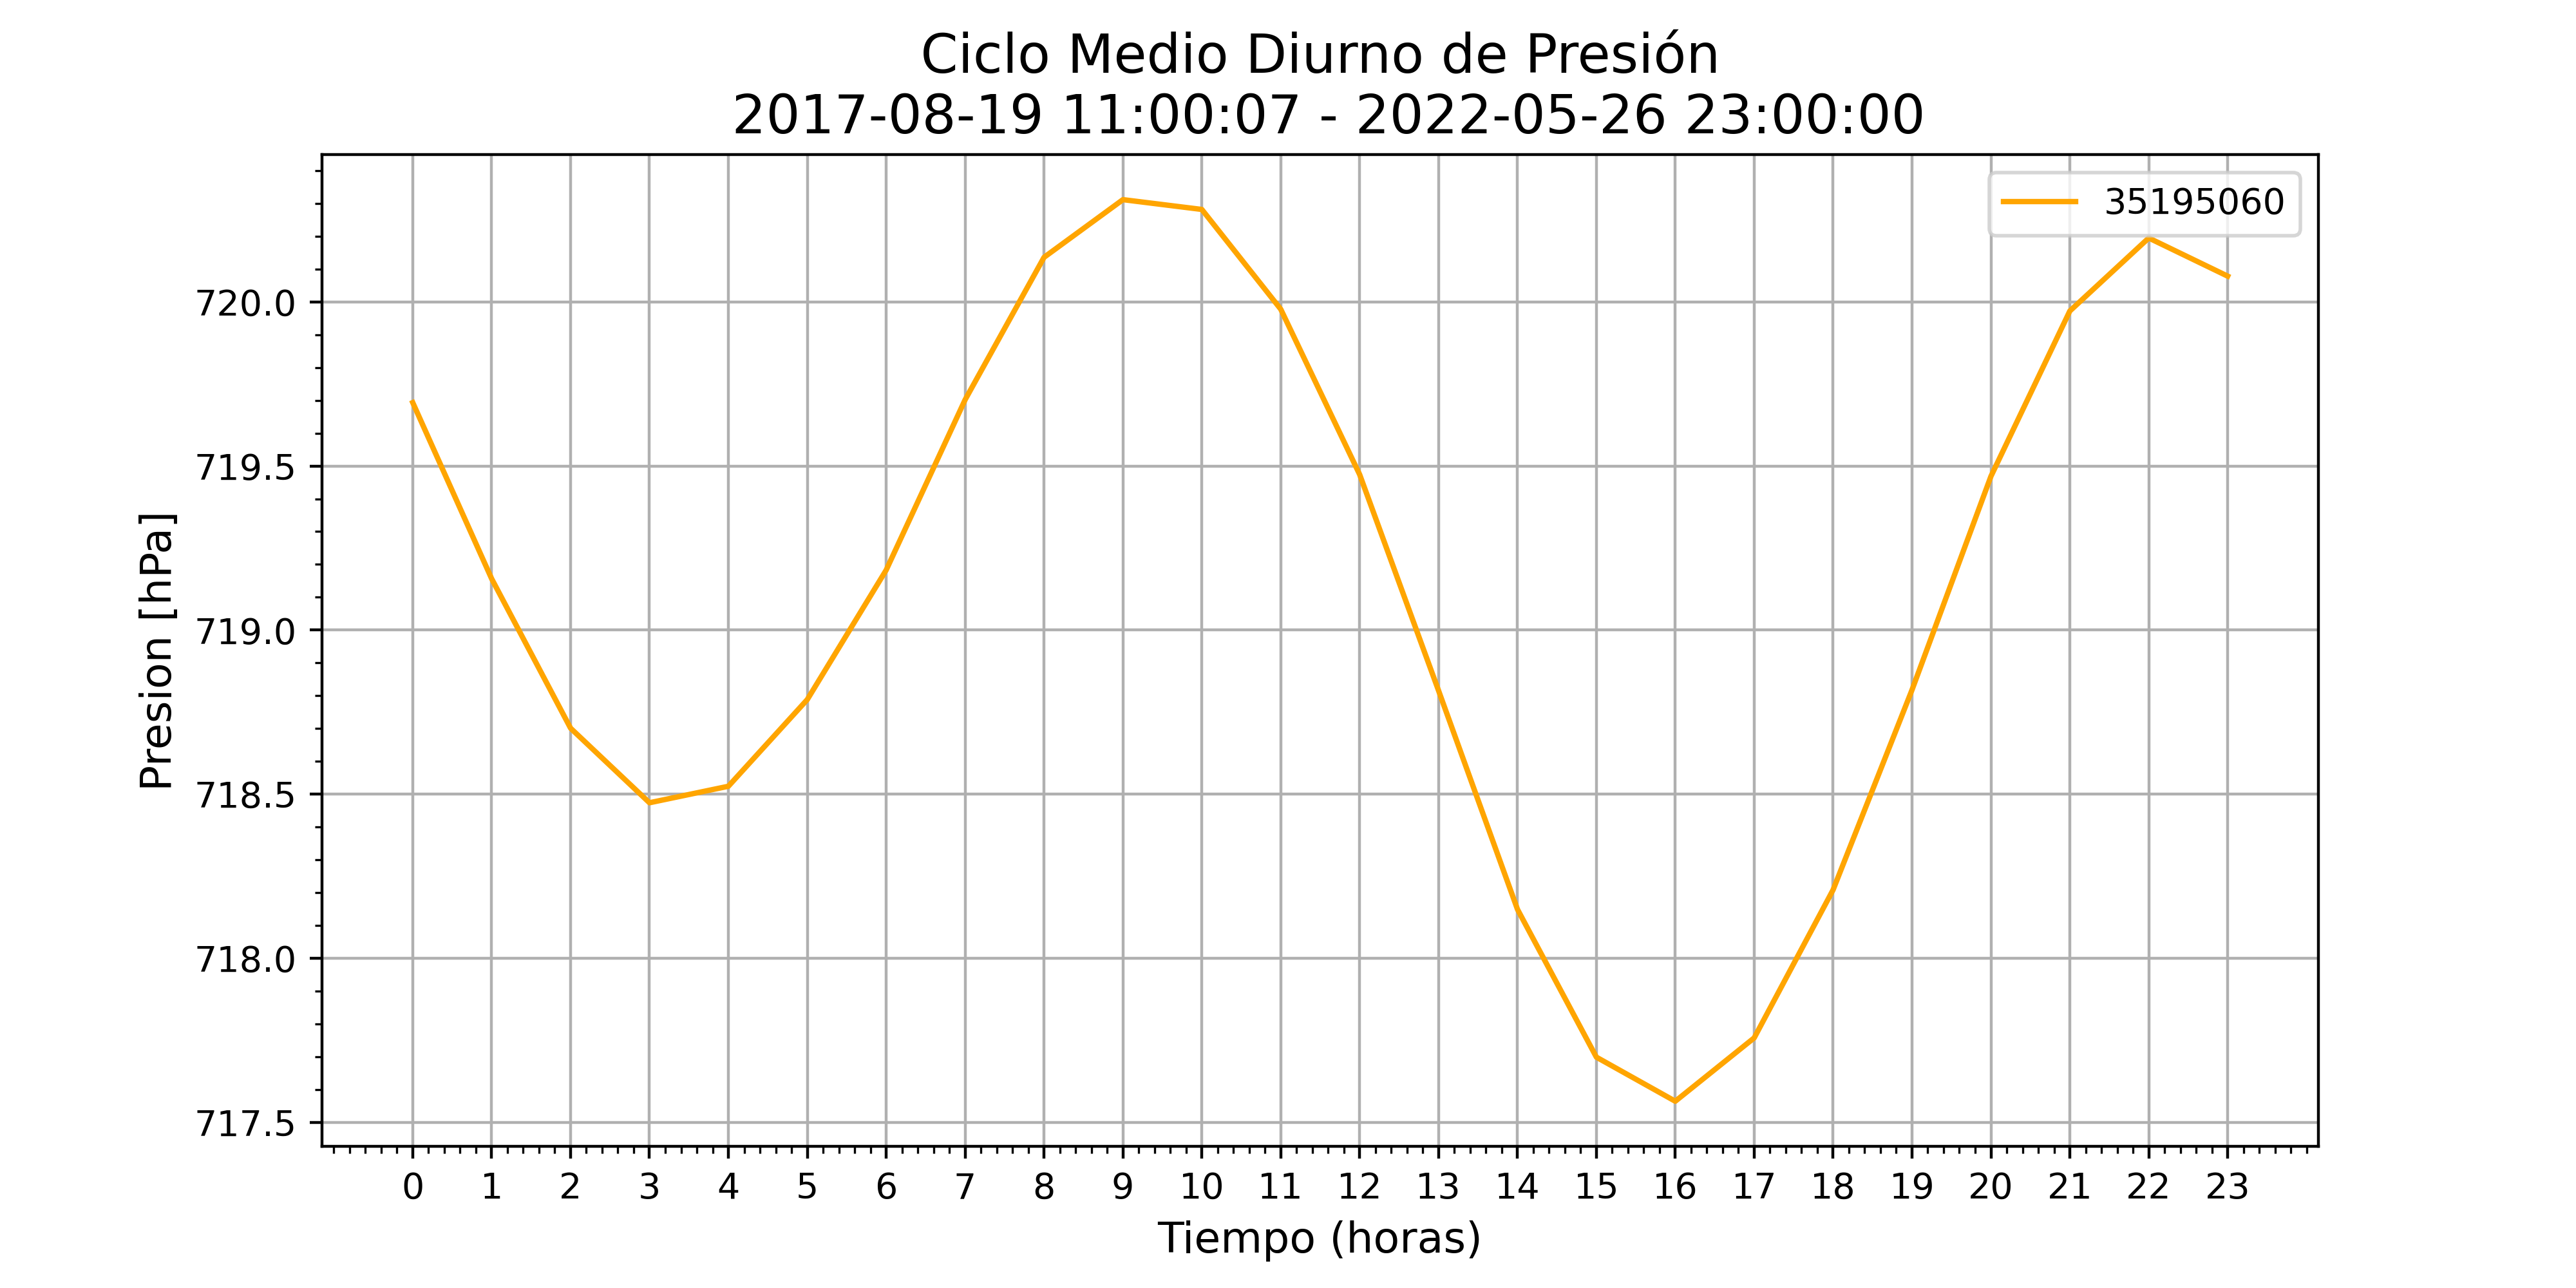 Ciclo Medio Diurno de Presión
2017-08-19 11:00:07 - 2022-05-26 23:00:00
35195060
720.0
719.5
719.0
718.5
718.0
717.5
Presion [hPa]
0 1 2 3 4 5 6 7 8 9 10 11 12 13 14 15 16 17 18 19 20 21 22 23
Tiempo (horas)